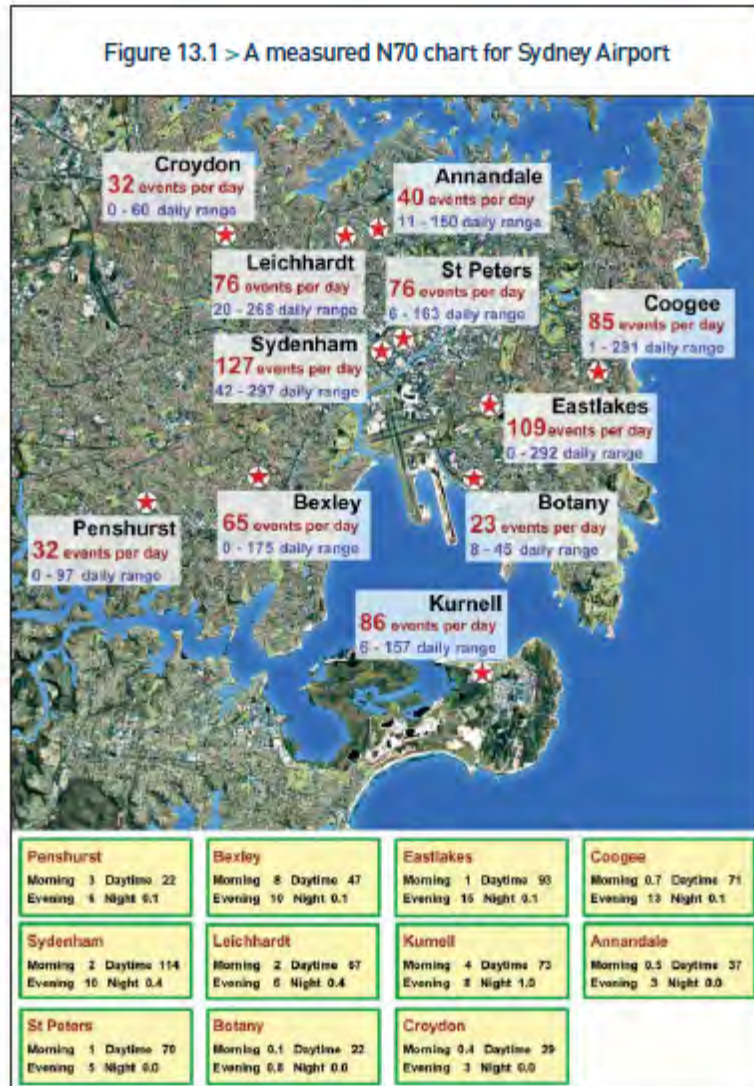 Figure 13.1 > A measured N70 chart for Sydney Airport
Croydon
32 events per day
0 - 60 daily range
Annandale
40 events per day
11 - 150 daily range
Leichhardt
76 events per day
20 - 268 daily range
St Peters
76 events per day
6 - 163 daily range
Coogee
85 events per day
1 - 291 daily range
Sydenham
127 events per day
42 - 297 daily range
Eastlakes
109 events per day
0 - 292 daily range
Bexley
65 events per day
0 - 175 daily range
Botany
23 events per day
8 - 45 daily range
Penshurst
32 events per day
0 - 97 daily range
Kurnell
86 events per day
6 - 157 daily range
Penshurst
Morning 3 Daytime 22
Evening 6 Night 0.1
Bexley
Morning 8 Daytime 47
Evening 10 Night 0.1
Eastlakes
Morning 1 Daytime 93
Evening 15 Night 0.1
Coogee
Morning 0.7 Daytime 71
Evening 13 Night 0.1
Sydenham
Morning 2 Daytime 114
Evening 10 Night 0.4
Leichhardt
Morning 2 Daytime 67
Evening 6 Night 0.4
Kurnell
Morning 4 Daytime 73
Evening 8 Night 1.0
Annandale
Morning 0.5 Daytime 37
Evening 3 Night 0.0
St Peters
Morning 1 Daytime 70
Evening 5 Night 0.0
Botany
Morning 0.1 Daytime 22
Evening 0.8 Night 0.0
Croydon
Morning 0.4 Daytime 29
Evening 3 Night 0.0